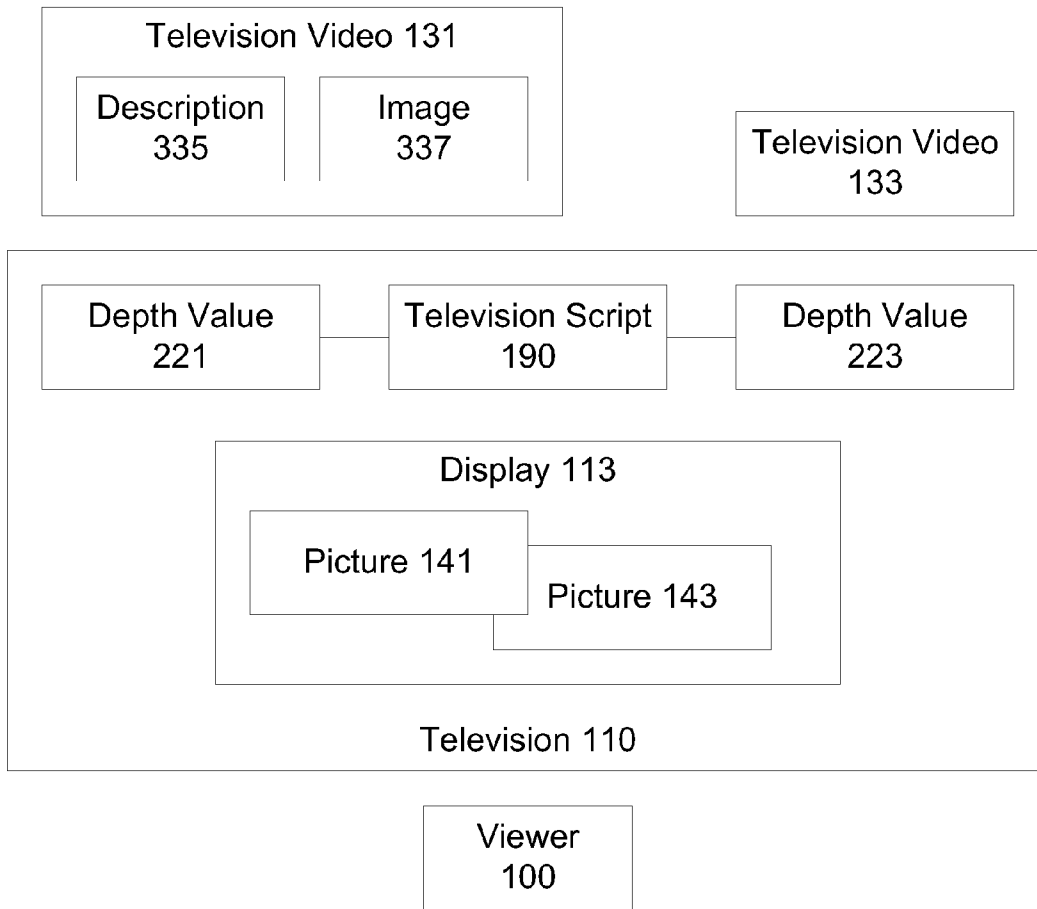 Television Video 131
Description
335
Image
337
Television Video
133
Depth Value
221
Television Script
190
Depth Value
223
Display 113
Picture 141
Picture 143
Television 110
Viewer
100